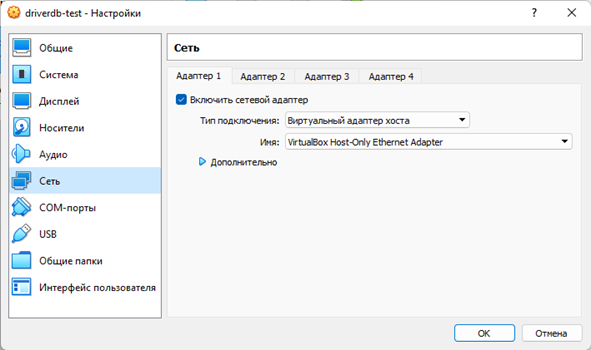 driverdb-test - Настройки
?
Общие
Система
Дисплей
Носители
Аудио
Сеть
COM-порты
USB
Общие папки
Интерфейс пользователя
Сеть
Адаптер 1 Адаптер 2 Адаптер 3 Адаптер 4
Включить сетевой адаптер
Тип подключения: Виртуальный адаптер хоста
Имя: VirtualBox Host-Only Ethernet Adapter
Дополнительно
OK Отмена